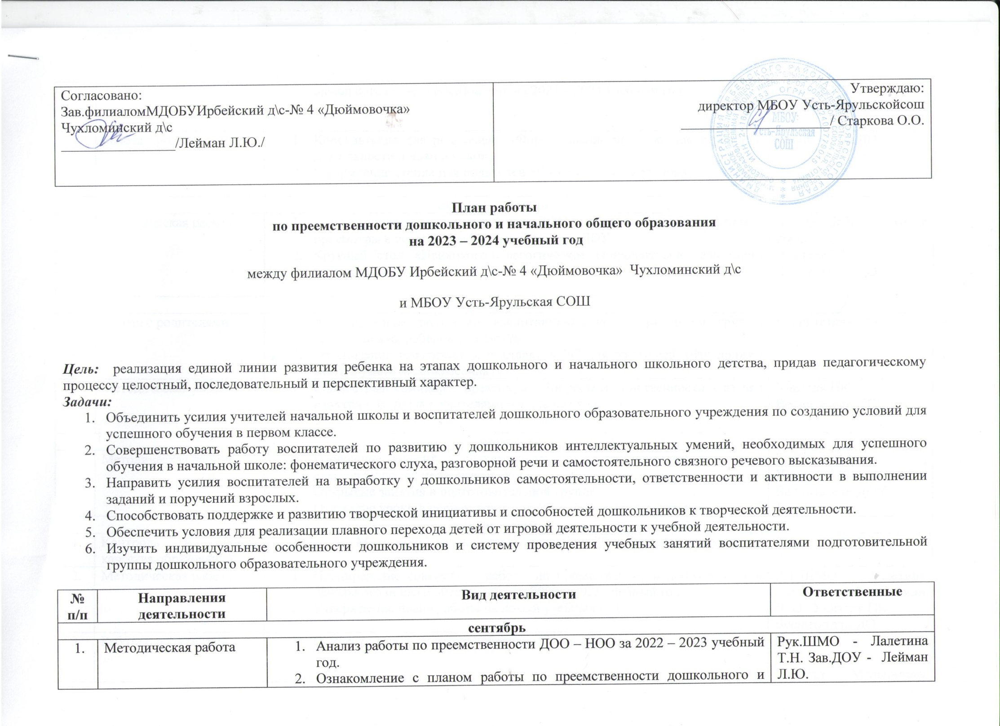 Согласовано:
Зав.филиаломМДОБУИрбейский д\с-№ 4 «Дюймовочка»
Чухломинский д\с
/Лейман Л.Ю./
Утверждаю:
директор МБОУ Усть-Ярульскойсош
/ Старкова О.О.
МБОУ
Усть-Ярульская
СОШ
План работы
по преемственности дошкольного и начального общего образования
на 2023 – 2024 учебный год
между филиалом МДОБУ Ирбейский д\с-№ 4 «Дюймовочка» Чухломинский д\с
и МБОУ Усть-Ярульская СОШ
Цель: реализация единой линии развития ребенка на этапах дошкольного и начального школьного детства, придав педагогическому
процессу целостный, последовательный и перспективный характер.
Задачи:
1. Объединить усилия учителей начальной школы и воспитателей дошкольного образовательного учреждения по созданию условий для
успешного обучения в первом классе.
2. Совершенствовать работу воспитателей по развитию у дошкольников интеллектуальных умений, необходимых для успешного
обучения в начальной школе: фонематического слуха, разговорной речи и самостоятельного связного речевого высказывания.
3. Направить усилия воспитателей на выработку у дошкольников самостоятельности, ответственности и активности в выполнении
заданий и поручений взрослых.
4. Способствовать поддержке и развитию творческой инициативы и способностей дошкольников к творческой деятельности.
5. Обеспечить условия для реализации плавного перехода детей от игровой деятельности к учебной деятельности.
6. Изучить индивидуальные особенности дошкольников и систему проведения учебных занятий воспитателями подготовительной
группы дошкольного образовательного учреждения.
№
п/п
Направления
деятельности
Вид деятельности
Ответственные
сентябрь
1.
Методическая работа
1. Анализ работы по преемственности ДОО – НОО за 2022 – 2023 учебный
год.
2. Ознакомление с планом работы по преемственности дошкольного и
Рук.ШМО - Лалетина
Т.Н. Зав.ДОУ - Лейман
Л.Ю.